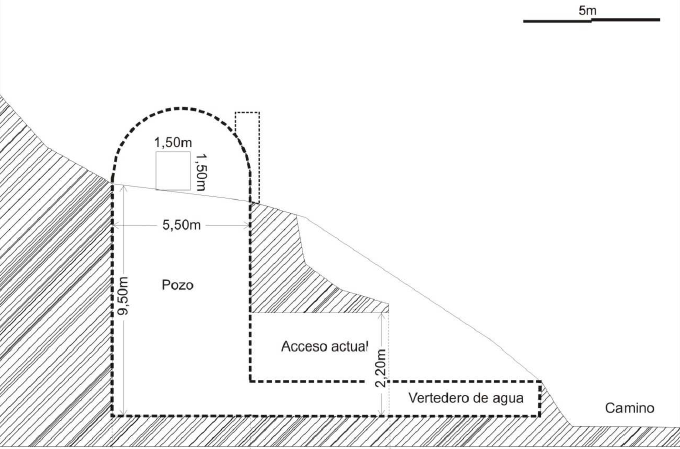 5m
1,50m
1,50m
5,50m
9,50m
Pozo
Acceso actual
2,20m
Vertedero de agua
Camino